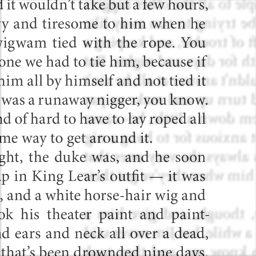 d it wouldn't take but a few hours,
y and tiresome to him when he
wigwam tied with the rope. You
one we had to tie him, because if
him all by himself and not tied it
was a runaway nigger, you know.
nd of hard to have to lay roped all
me way to get around it.
ght, the duke was, and he soon
p in King Lear's outfit — it was
, and a white horse-hair wig and
ok his theater paint and paint-
d ears and neck all over a dead,
that's been drownded nine days.